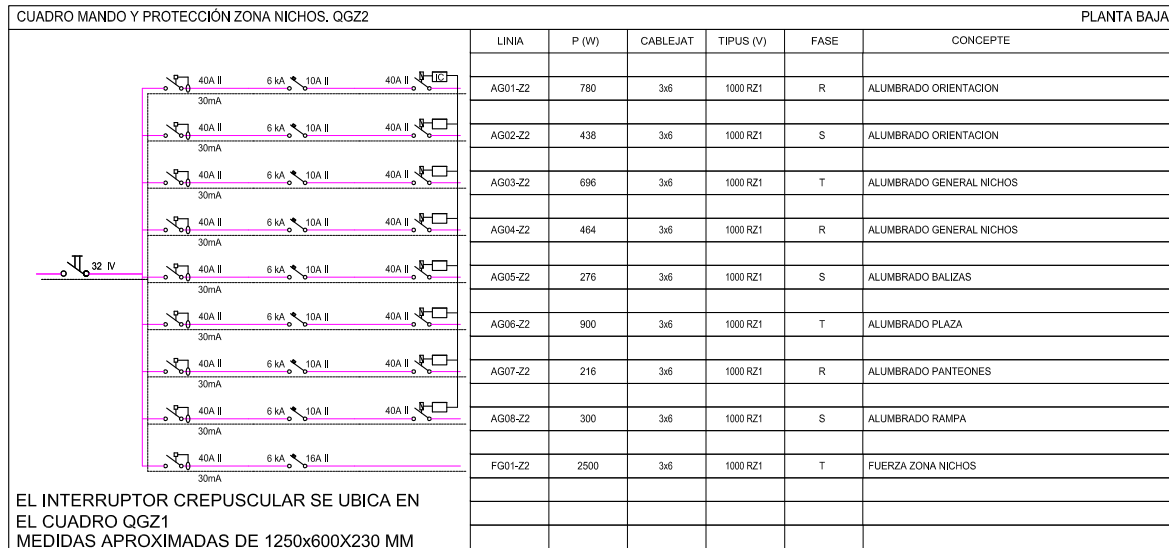 CUADRO MANDO Y PROTECCIÓN ZONA NICHOS. QGZ2 PLANTA BAJA
LINIA P (W) CABLEJAT TIPUS (V) FASE CONCEPTE
40A II 6 kA 10A II 40A II IC
30mA
AG01-Z2 780 3x6 1000 RZ1 R ALUMBRADO ORIENTACION
40A II 6 kA 10A II 40A II
30mA
AG02-Z2 438 3x6 1000 RZ1 S ALUMBRADO ORIENTACION
40A II 6 kA 10A II 40A II
30mA
AG03-Z2 696 3x6 1000 RZ1 T ALUMBRADO GENERAL NICHOS
40A II 6 kA 10A II 40A II
30mA
AG04-Z2 464 3x6 1000 RZ1 R ALUMBRADO GENERAL NICHOS
32 IV
40A II 6 kA 10A II 40A II
30mA
AG05-Z2 276 3x6 1000 RZ1 S ALUMBRADO BALIZAS
40A II 6 kA 10A II 40A II
30mA
AG06-Z2 900 3x6 1000 RZ1 T ALUMBRADO PLAZA
40A II 6 kA 10A II 40A II
30mA
AG07-Z2 216 3x6 1000 RZ1 R ALUMBRADO PANTEONES
40A II 6 kA 10A II 40A II
30mA
AG08-Z2 300 3x6 1000 RZ1 S ALUMBRADO RAMPA
40A II 6 kA 16A II
30mA
FG01-Z2 2500 3x6 1000 RZ1 T FUERZA ZONA NICHOS
EL INTERRUPTOR CREPUSCULAR SE UBICA EN
EL CUADRO QGZ1
MEDIDAS APROXIMADAS DE 1250x600X230 MM